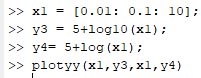 >> x1 = [0.01: 0.1: 10];
>> y3 = 5+log10(x1);
>> y4= 5+log(x1);
>> plotyy(x1,y3,x1,y4)